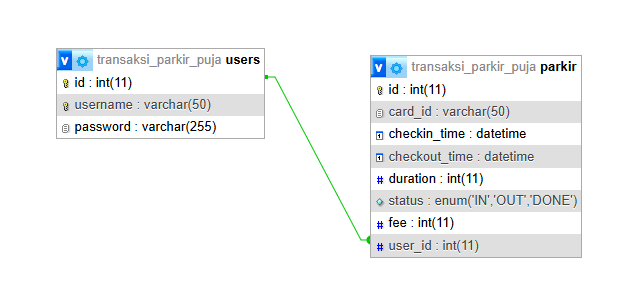 v transaksi_parkir_puja users
id : int(11)
username : varchar(50)
password : varchar(255)
v transaksi_parkir_puja parkir
id : int(11)
card_id : varchar(50)
checkin_time : datetime
checkout_time : datetime
# duration : int(11)
status : enum('IN','OUT','DONE')
# fee : int(11)
# user_id : int(11)